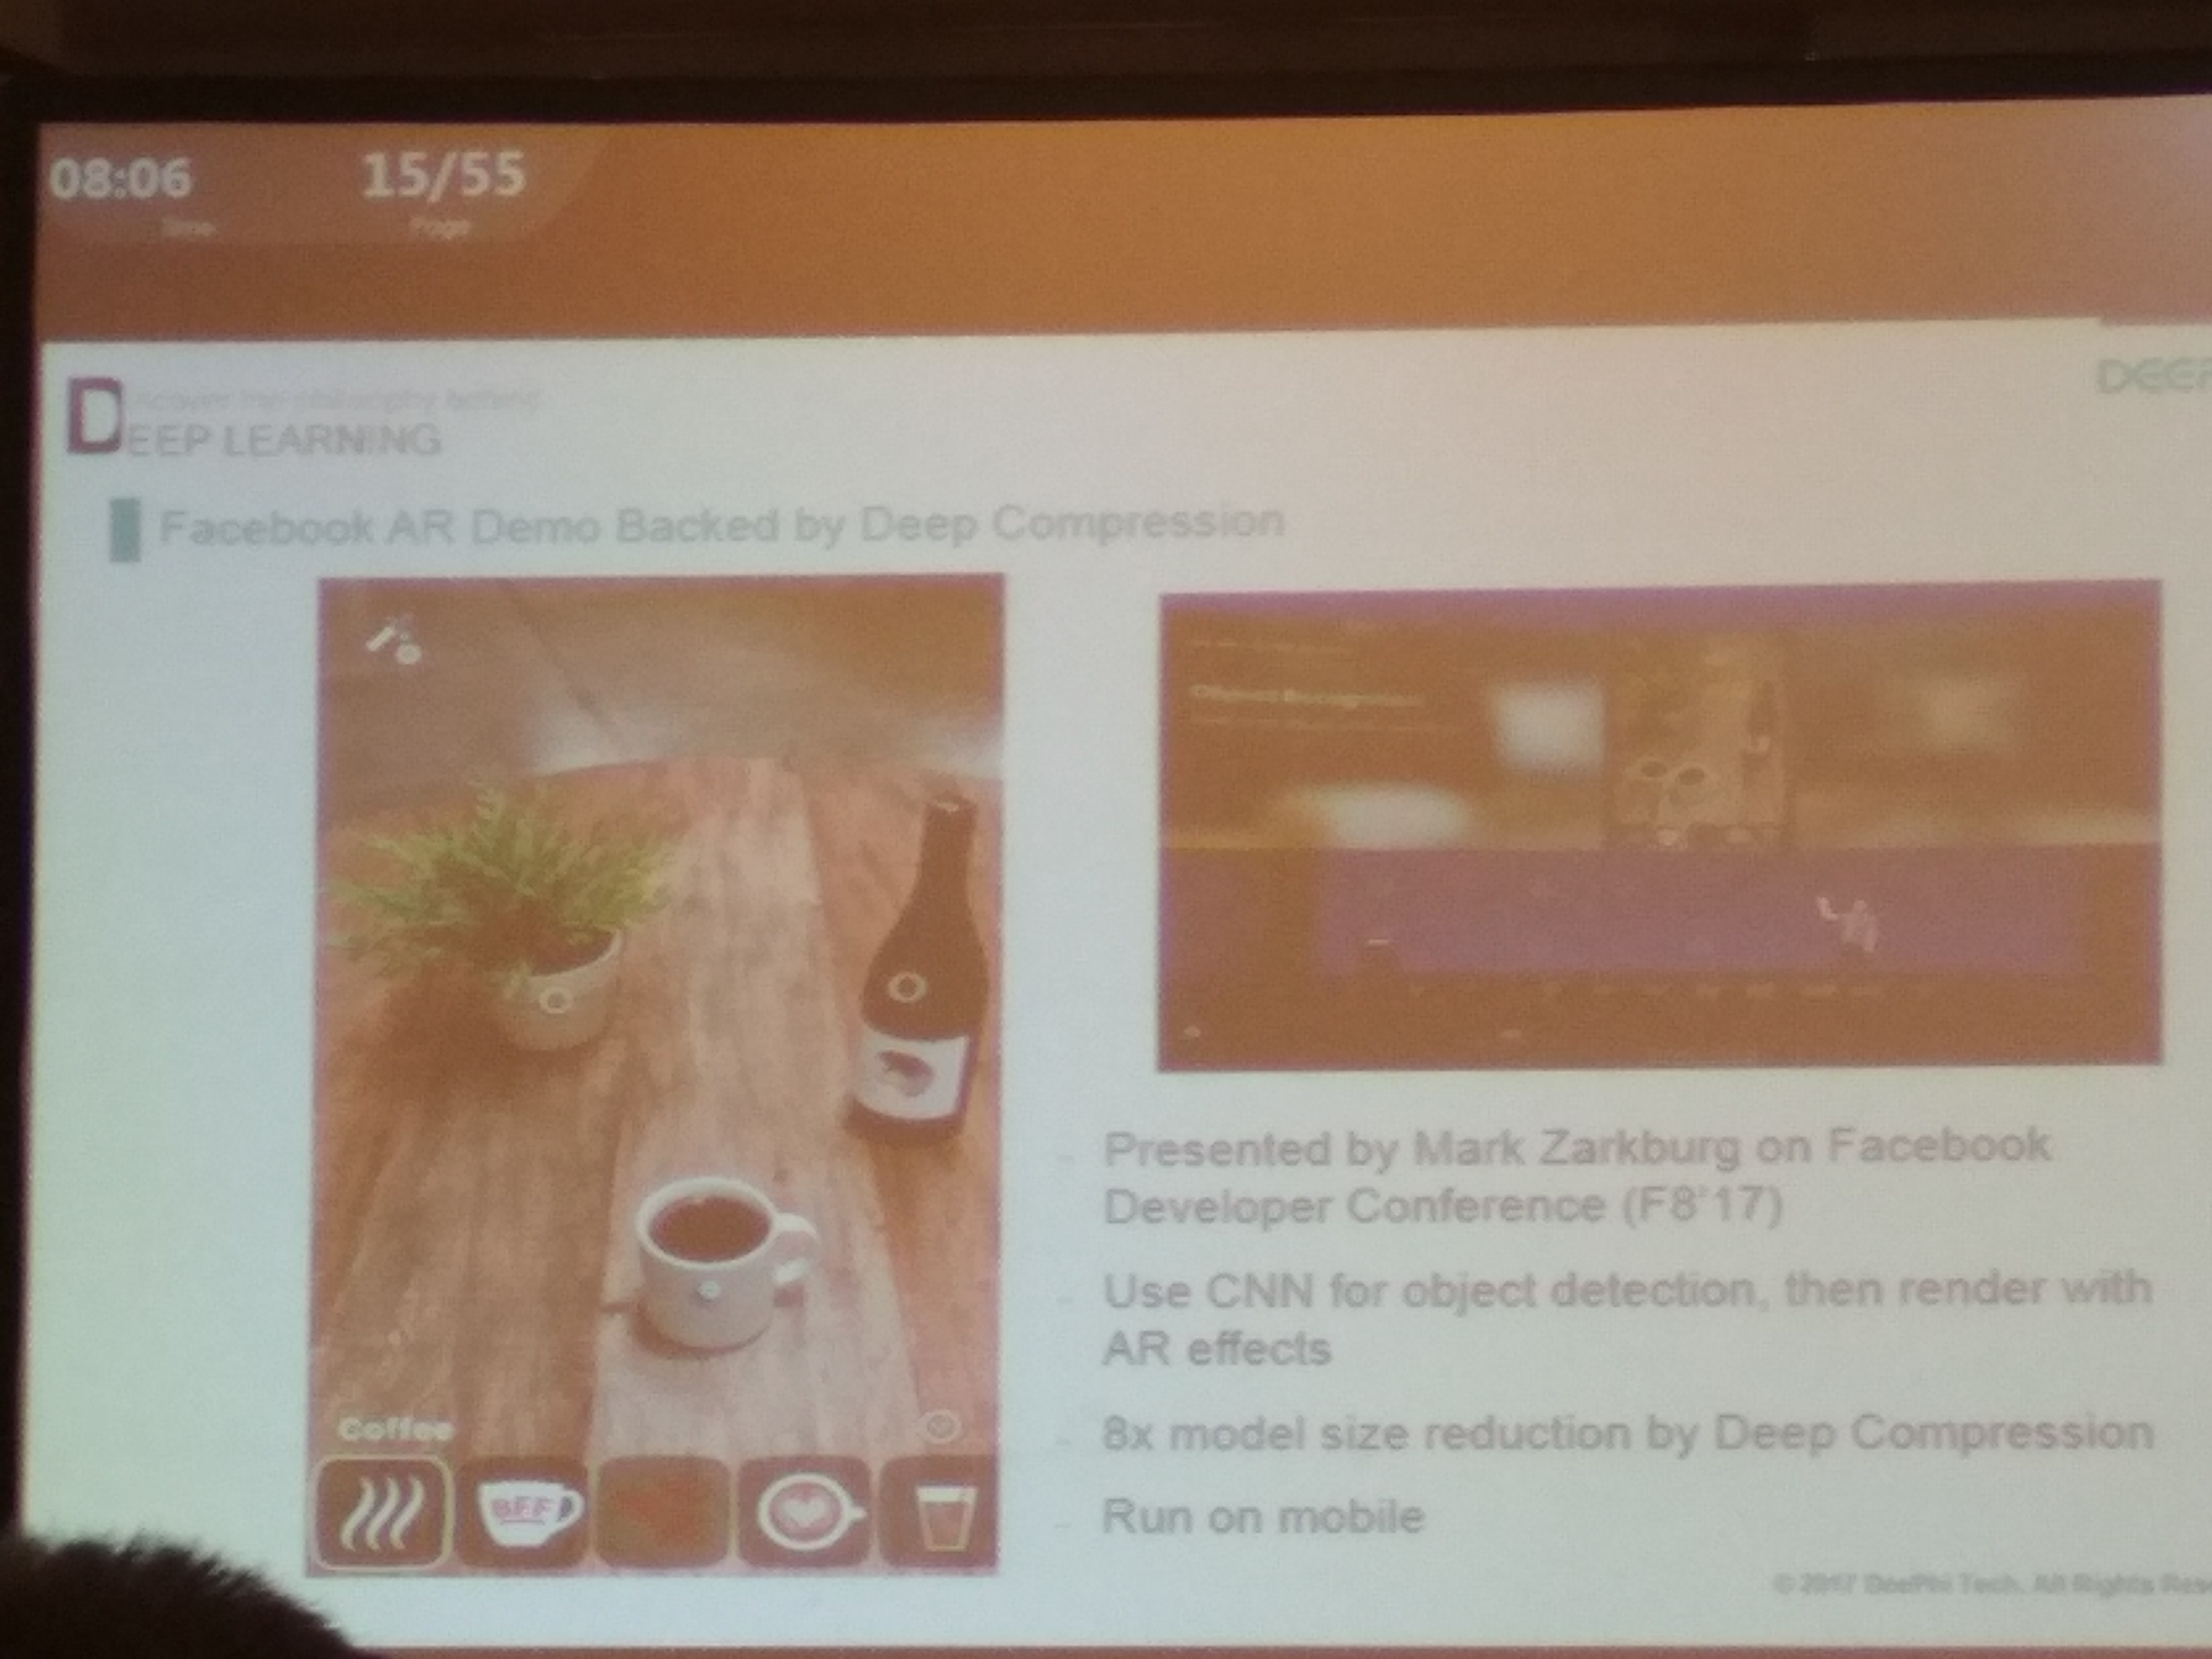 08:06
15/55
Time
Page
Discover the philosophy behind
DEEP LEARNING
Facebook AR Demo Backed by Deep Compression
Object Recognition
Presented by Mark Zarkburg on Facebook
Developer Conference (F8'17)
Use CNN for object detection, then render with
AR effects
8x model size reduction by Deep Compression
Run on mobile
Coffee
BFF
© 2017 DeePhi Tech. All Rights